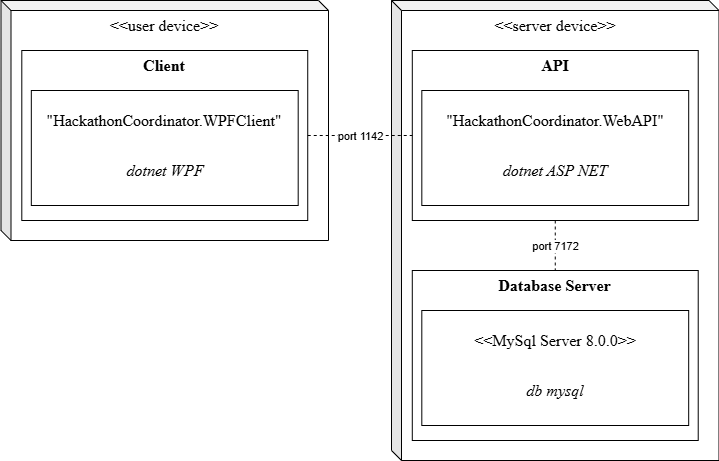 <<user device>>
Client
"HackathonCoordinator.WPFClient"
dotnet WPF
port 1142
<<server device>>
API
"HackathonCoordinator.WebAPI"
dotnet ASP NET
port 7172
Database Server
<<MySql Server 8.0.0>>
db mysql